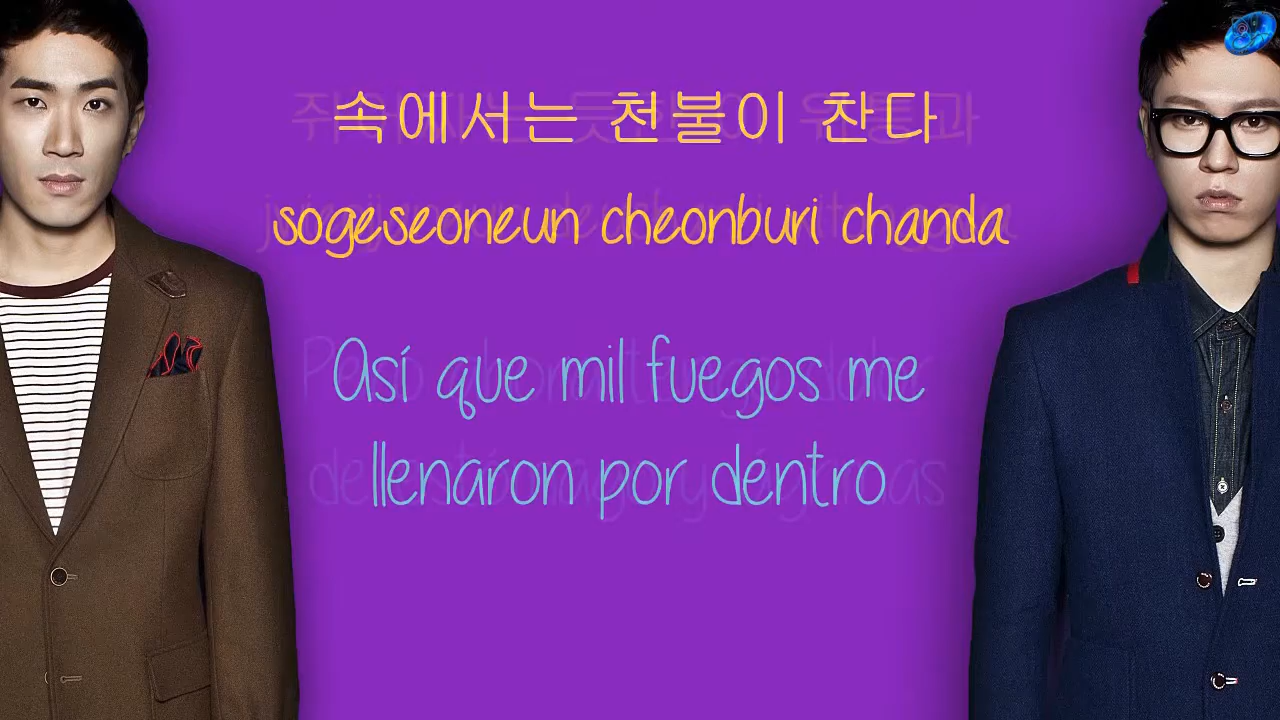 속에서는 천불이 찬다
sogeseoneun cheonburi chanda
Así que mil fuegos me
llenaron por dentro